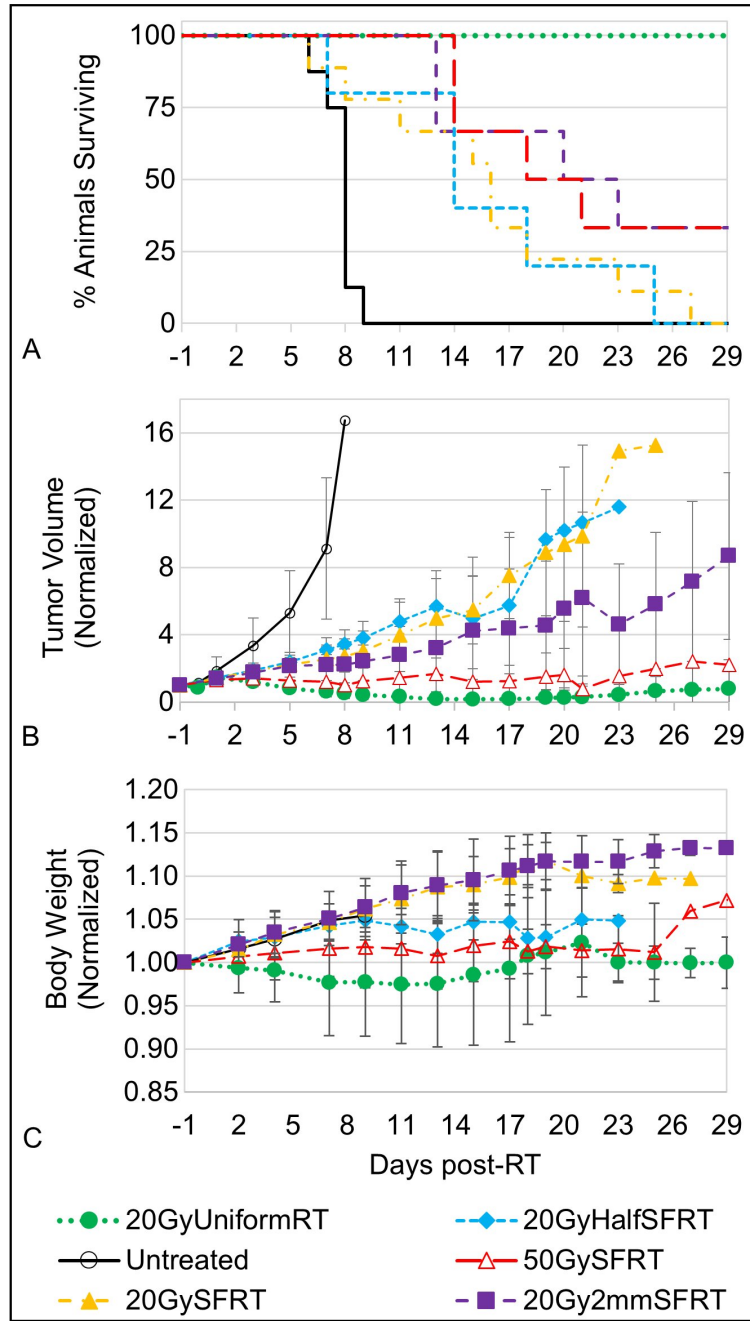 100
75
50
25
0
% Animals Surviving
A
-1 2 5 8 11 14 17 20 23 26 29
16
12
8
4
0
Tumor Volume
(Normalized)
B
-1 2 5 8 11 14 17 20 23 26 29
1.20
1.15
1.10
1.05
1.00
0.95
0.90
0.85
Body Weight
(Normalized)
C
-1 2 5 8 11 14 17 20 23 26 29
Days post-RT
20GyUniformRT 20GyHalfSFRT
Untreated 50GySFRT
20GySFRT 20Gy2mmSFRT